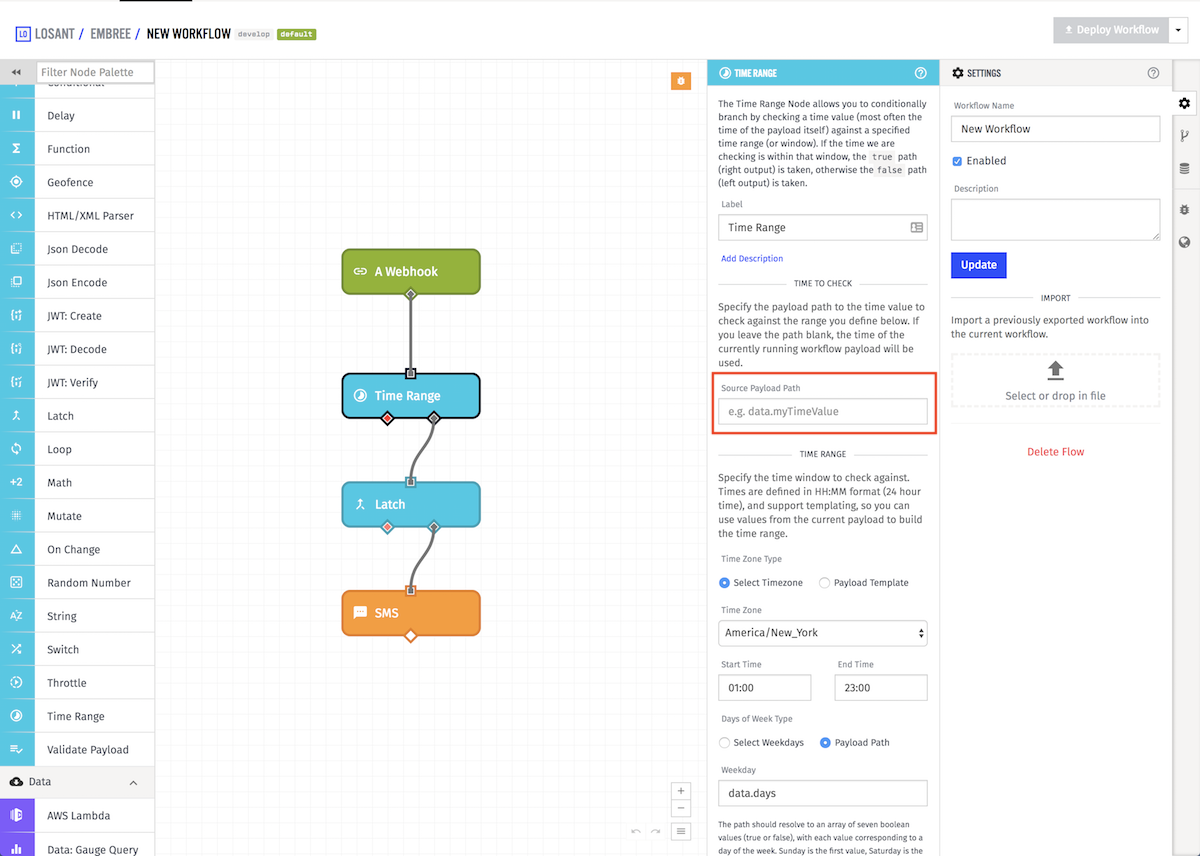 LO LOSANT / EMBREE / NEW WORKFLOW develop default
Deploy Workflow
Filter Node Palette
Conditional
Delay
Function
Geofence
HTML/XML Parser
Json Decode
Json Encode
JWT: Create
JWT: Decode
JWT: Verify
Latch
Loop
+2 Math
Mutate
On Change
Random Number
String
Switch
Throttle
Time Range
Validate Payload
Data
AWS Lambda
Data: Gauge Query
A Webhook
Time Range
Latch
SMS
TIME RANGE
The Time Range Node allows you to conditionally
branch by checking a time value (most often the
time of the payload itself) against a specified
time range (or window). If the time we are
checking is within that window, the true path
(right output) is taken, otherwise the false path
(left output) is taken.
Label
Time Range
Add Description
TIME TO CHECK
Specify the payload path to the time value to
check against the range you define below. If
you leave the path blank, the time of the
currently running workflow payload will be
used.
Source Payload Path
e.g. data.myTimeValue
TIME RANGE
Specify the time window to check against.
Times are defined in HH:MM format (24 hour
time), and support templating, so you can
use values from the current payload to build
the time range.
Time Zone Type
Select Timezone Payload Template
Time Zone
America/New_York
Start Time End Time
01:00 23:00
Days of Week Type
Select Weekdays Payload Path
Weekday
data.days
The path should resolve to an array of seven boolean
values (true or false), with each value corresponding to a
day of the week. Sunday is the first value, Saturday is the
SETTINGS
Workflow Name
New Workflow
Enabled
Description
Update
IMPORT
Import a previously exported workflow into
the current workflow.
Select or drop in file
Delete Flow